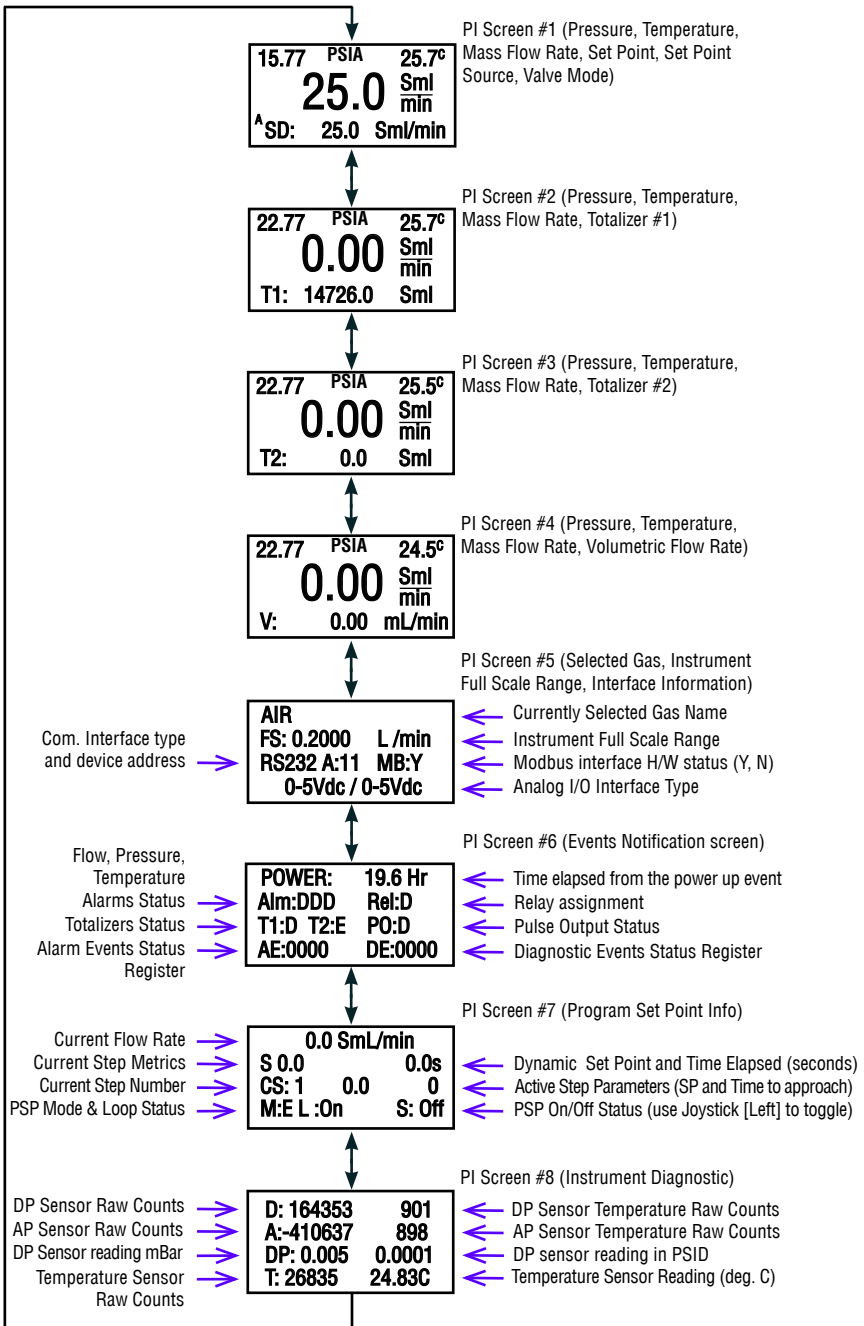 PI Screen #1 (Pressure, Temperature,
Mass Flow Rate, Set Point, Set Point
Source, Valve Mode)
15.77 PSIA 25.7c
25.0 Sml
min
A SD: 25.0 Sml/min
PI Screen #2 (Pressure, Temperature,
Mass Flow Rate, Totalizer #1)
22.77 PSIA 25.7c
0.00 Sml
min
T1: 14726.0 Sml
PI Screen #3 (Pressure, Temperature,
Mass Flow Rate, Totalizer #2)
22.77 PSIA 25.5c
0.00 Sml
min
T2: 0.0 Sml
PI Screen #4 (Pressure, Temperature,
Mass Flow Rate, Volumetric Flow Rate)
22.77 PSIA 24.5c
0.00 Sml
min
V: 0.00 mL/min
PI Screen #5 (Selected Gas, Instrument
Full Scale Range, Interface Information)
Com. Interface type
and device address
AIR
FS: 0.2000 L /min
RS232 A:11 MB:Y
0-5Vdc / 0-5Vdc
Currently Selected Gas Name
Instrument Full Scale Range
Modbus interface H/W status (Y, N)
Analog I/O Interface Type
PI Screen #6 (Events Notification screen)
Flow, Pressure,
Temperature
Alarms Status
Totalizers Status
Alarm Events Status
Register
POWER: 19.6 Hr
Alm:DDD Rel:D
T1:D T2:E PO:D
AE:0000 DE:0000
Time elapsed from the power up event
Relay assignment
Pulse Output Status
Diagnostic Events Status Register
PI Screen #7 (Program Set Point Info)
Current Flow Rate
Current Step Metrics
Current Step Number
PSP Mode & Loop Status
0.0 SmL/min
S 0.0 0.0s
CS: 1 0.0 0
M:E L :On S: Off
Dynamic Set Point and Time Elapsed (seconds)
Active Step Parameters (SP and Time to approach)
PSP On/Off Status (use Joystick [Left] to toggle)
PI Screen #8 (Instrument Diagnostic)
DP Sensor Raw Counts
AP Sensor Raw Counts
DP Sensor reading mBar
Temperature Sensor
Raw Counts
D: 164353 901
A:-410637 898
DP: 0.005 0.0001
T: 26835 24.83C
DP Sensor Temperature Raw Counts
AP Sensor Temperature Raw Counts
DP sensor reading in PSID
Temperature Sensor Reading (deg. C)